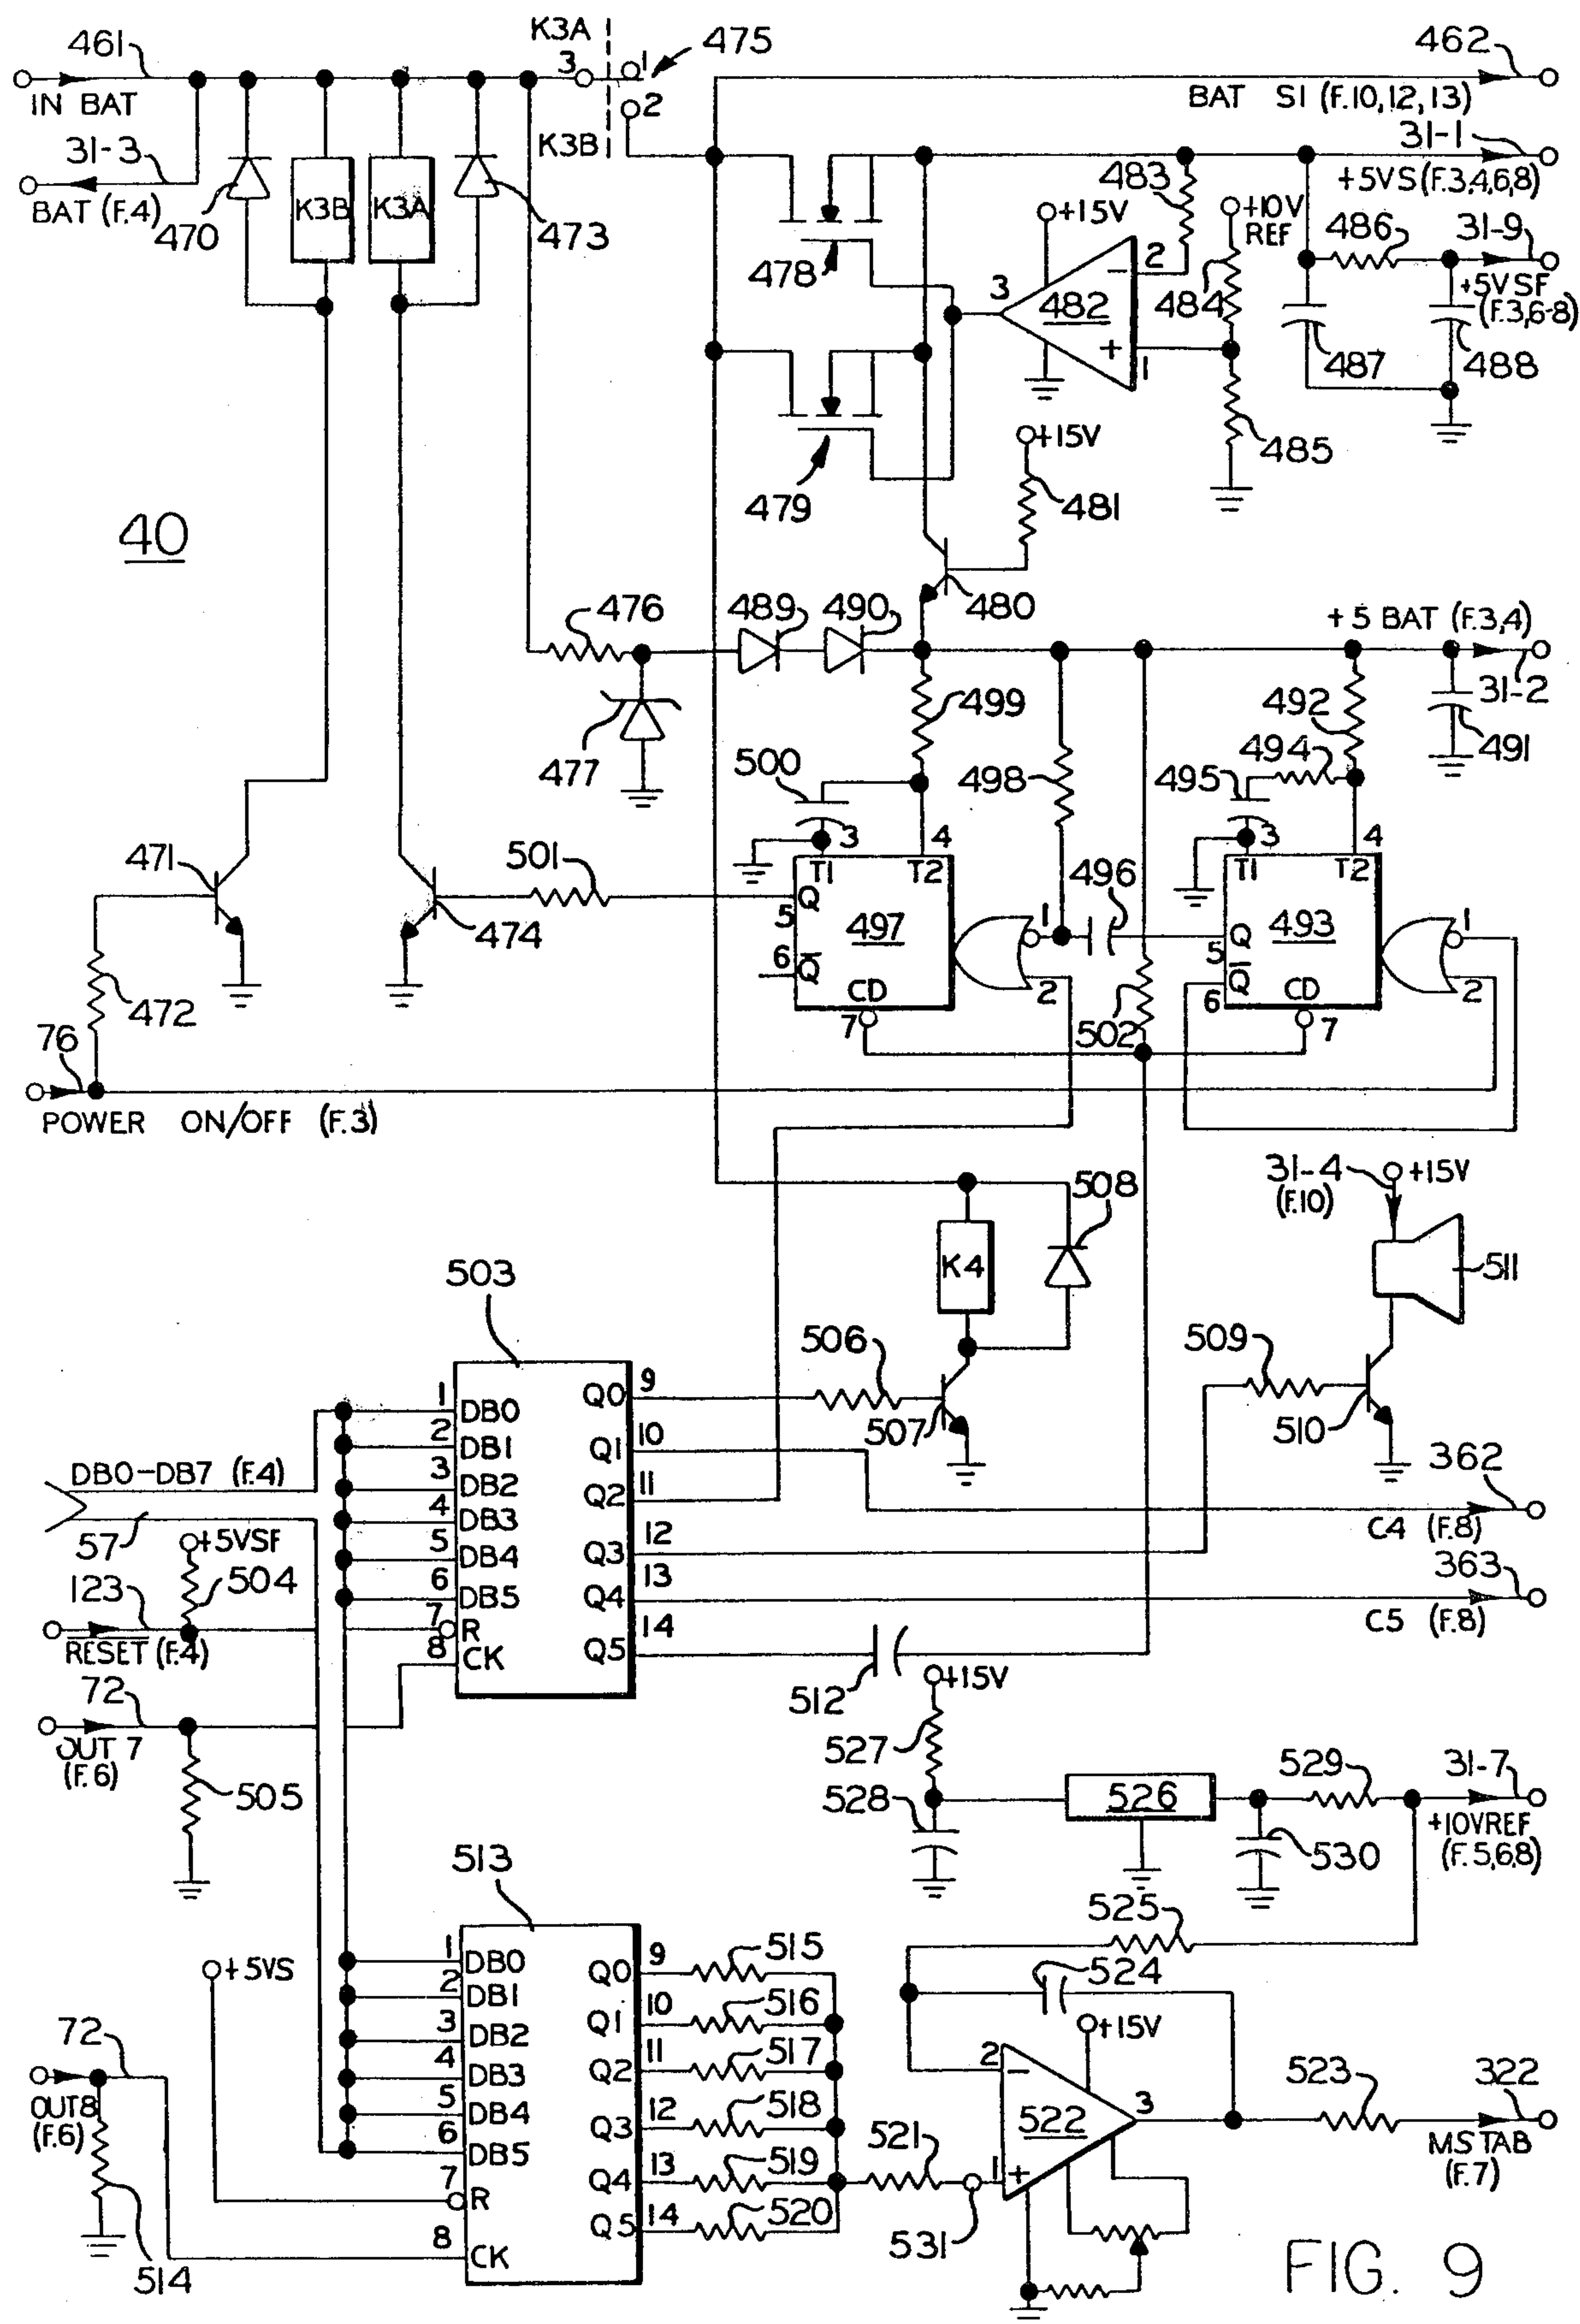 461
IN BAT
31-3
BAT (F.4)
470
K3B
K3A
473
K3A
3
1
2
475
K3B
462
BAT S1 (F.10,12,13)
31-1
+5VS (F.3,4,6,8)
483
+15V
+10V
REF
486
31-9
+5VSF
(F.3,6-8)
478
3
482
−
2
+
1
484
487
488
485
479
+15V
481
40
480
476
489
490
+5 BAT (F.3,4)
31-2
491
477
499
498
492
494
495
500
3
4
T1
T2
Q
5
497
6
Q̅
CD
7
1
2
496
502
3
4
T1
T2
Q
5
493
Q̅
6
CD
7
1
2
471
501
474
472
76
POWER ON/OFF (F.3)
31-4
(F.10)
+15V
511
508
K4
503
506
507
509
510
1
DB0
2
DB1
3
DB2
4
DB3
5
DB4
6
DB5
7
R
8
CK
Q0
9
Q1
10
Q2
11
Q3
12
Q4
13
Q5
14
DB0-DB7 (F.4)
57
+5VSF
504
123
RESET (F.4)
72
OUT 7
(F.6)
505
362
C4 (F.8)
363
C5 (F.8)
512
+15V
527
528
526
529
530
31-7
+10VREF
(F.5,6,8)
513
1
DB0
2
DB1
3
DB2
4
DB3
5
DB4
6
DB5
7
R
8
CK
Q0
9
Q1
10
Q2
11
Q3
12
Q4
13
Q5
14
515
516
517
518
519
520
+5VS
72
OUT8
(F.6)
514
525
524
+15V
2
−
522
3
1
+
521
531
523
322
MSTAB
(F.7)
FIG. 9